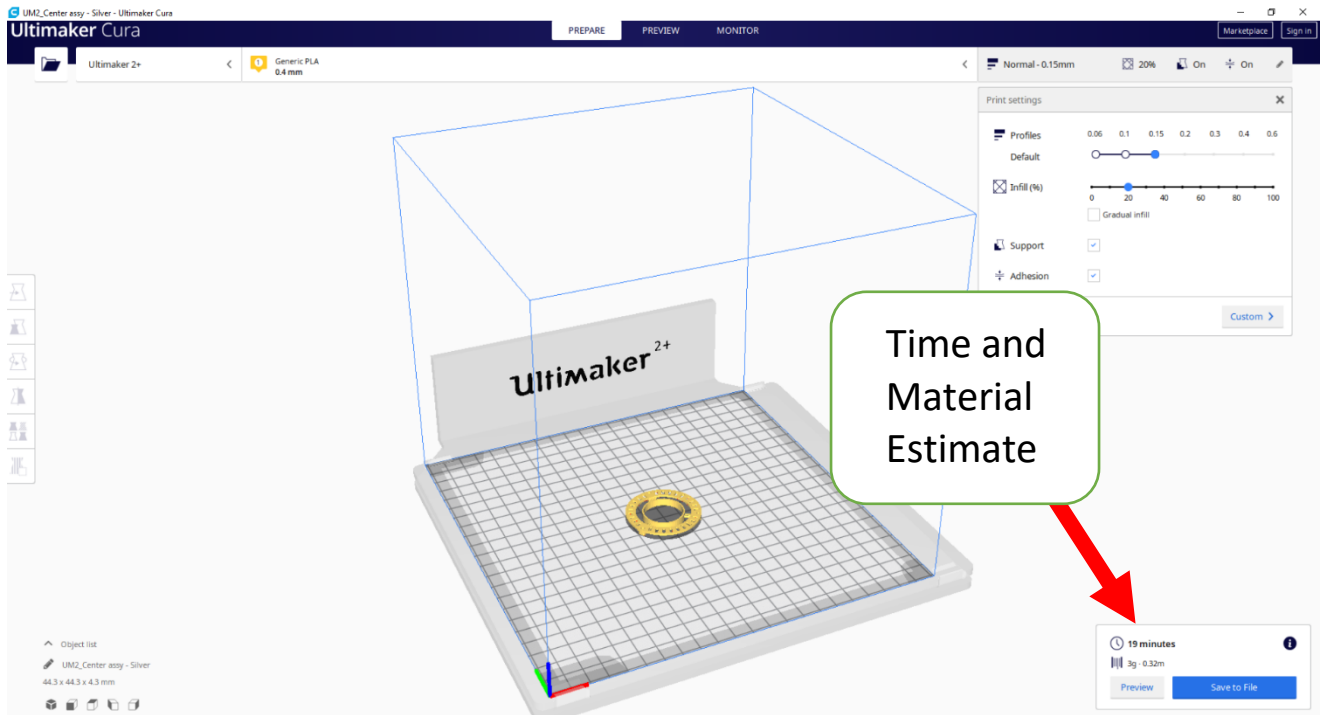 UM2_Center assy - Silver - Ultimaker Cura
Ultimaker Cura
PREPARE
PREVIEW
MONITOR
Marketplace
Sign in
Ultimaker 2+
1
Generic PLA
0.4 mm
Normal - 0.15mm
20%
On
On
Print settings
Profiles
0.06 0.1 0.15 0.2 0.3 0.4 0.6
Default
Infill (%)
0 20 40 60 80 100
Gradual infill
Support
Adhesion
Custom
Time and
Material
Estimate
Ultimaker 2+
Object list
UM2_Center assy - Silver
44.3 x 44.3 x 4.3 mm
19 minutes
3g · 0.32m
Preview
Save to File